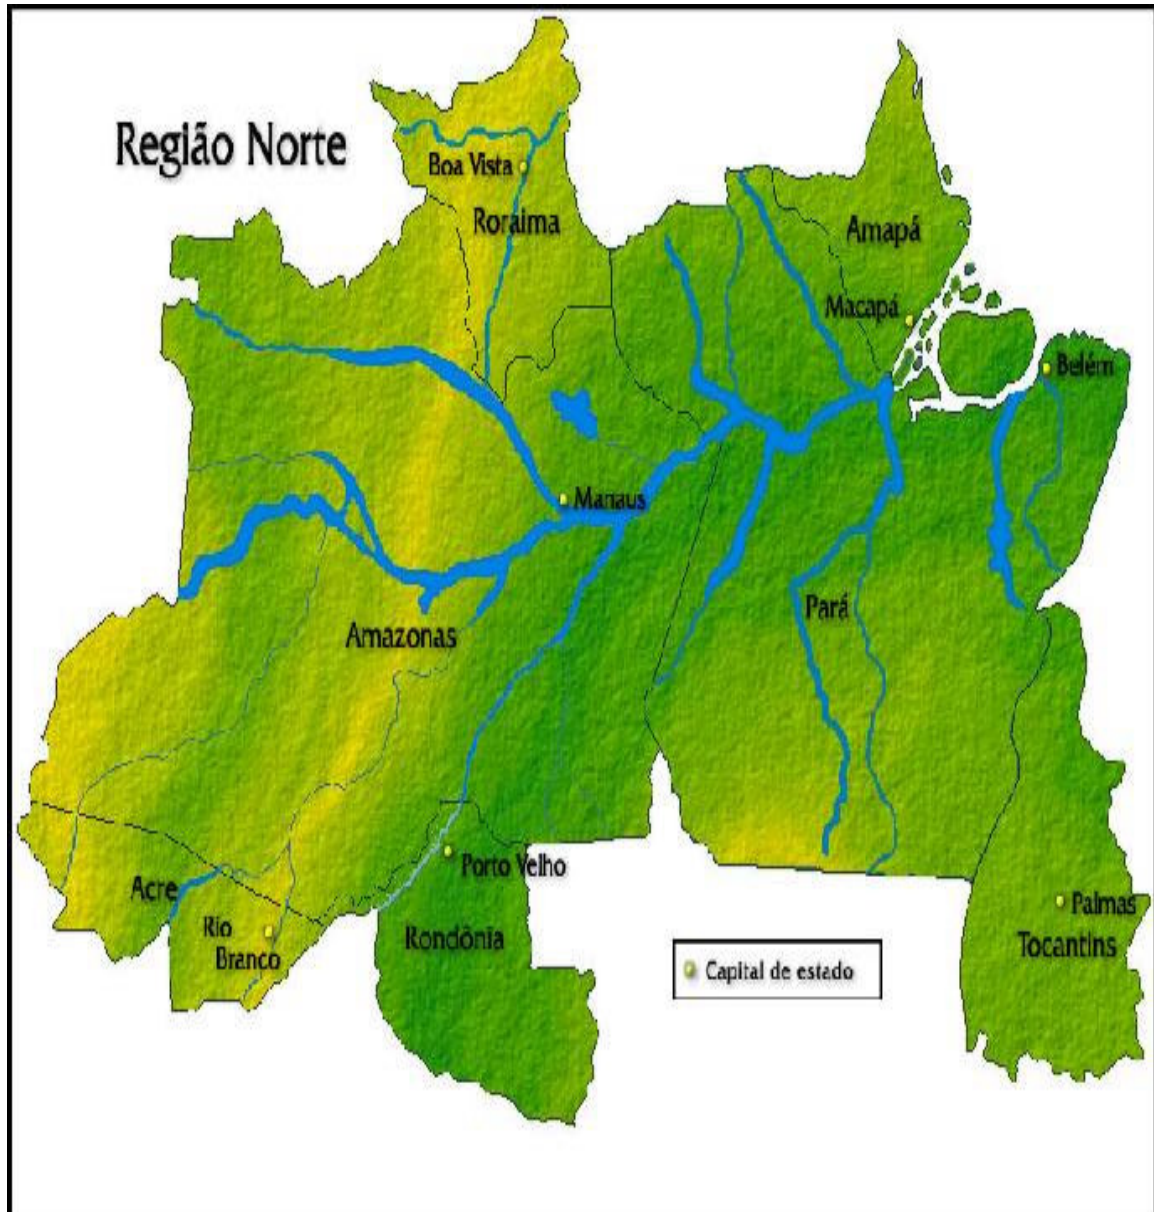 Região Norte
Boa Vista
Roraima
Amapá
Macapá
Belém
Manaus
Amazonas
Pará
Acre
Rio
Branco
Porto Velho
Rondônia
Palmas
Tocantins
Capital de estado